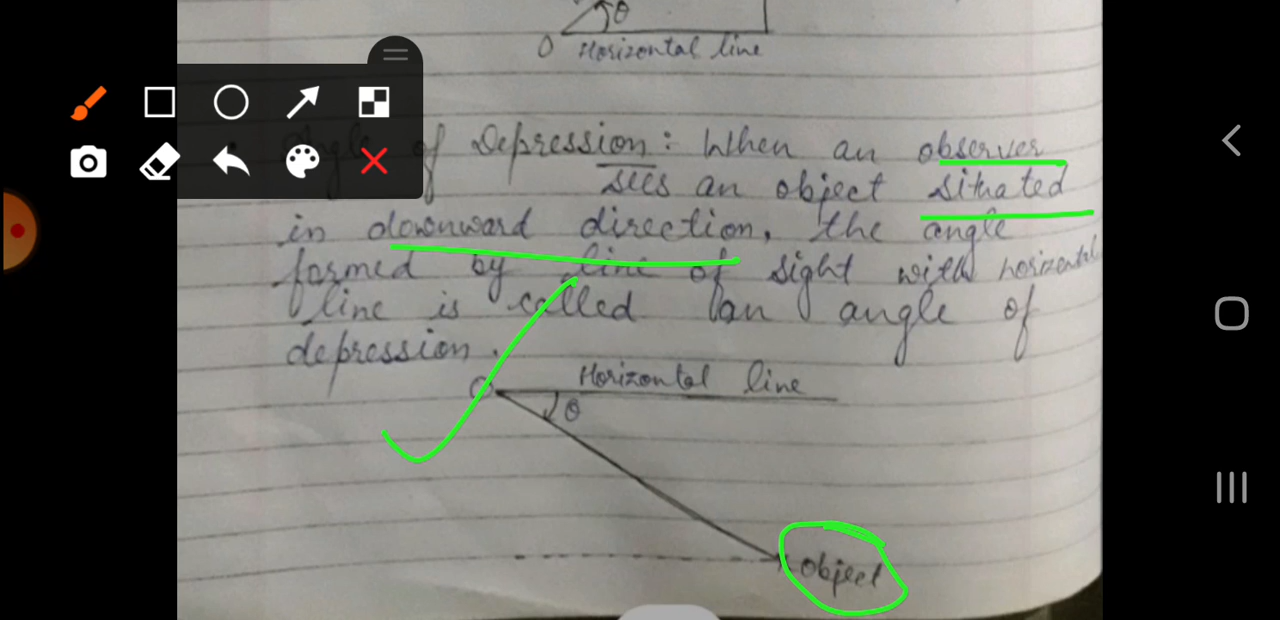 θ
O Horizontal line
of Depression: When an observer
sees an object situated
in downward direction, the angle
formed by line of sight with horizontal
line is called an angle of
depression.
O Horizontal line
θ
object